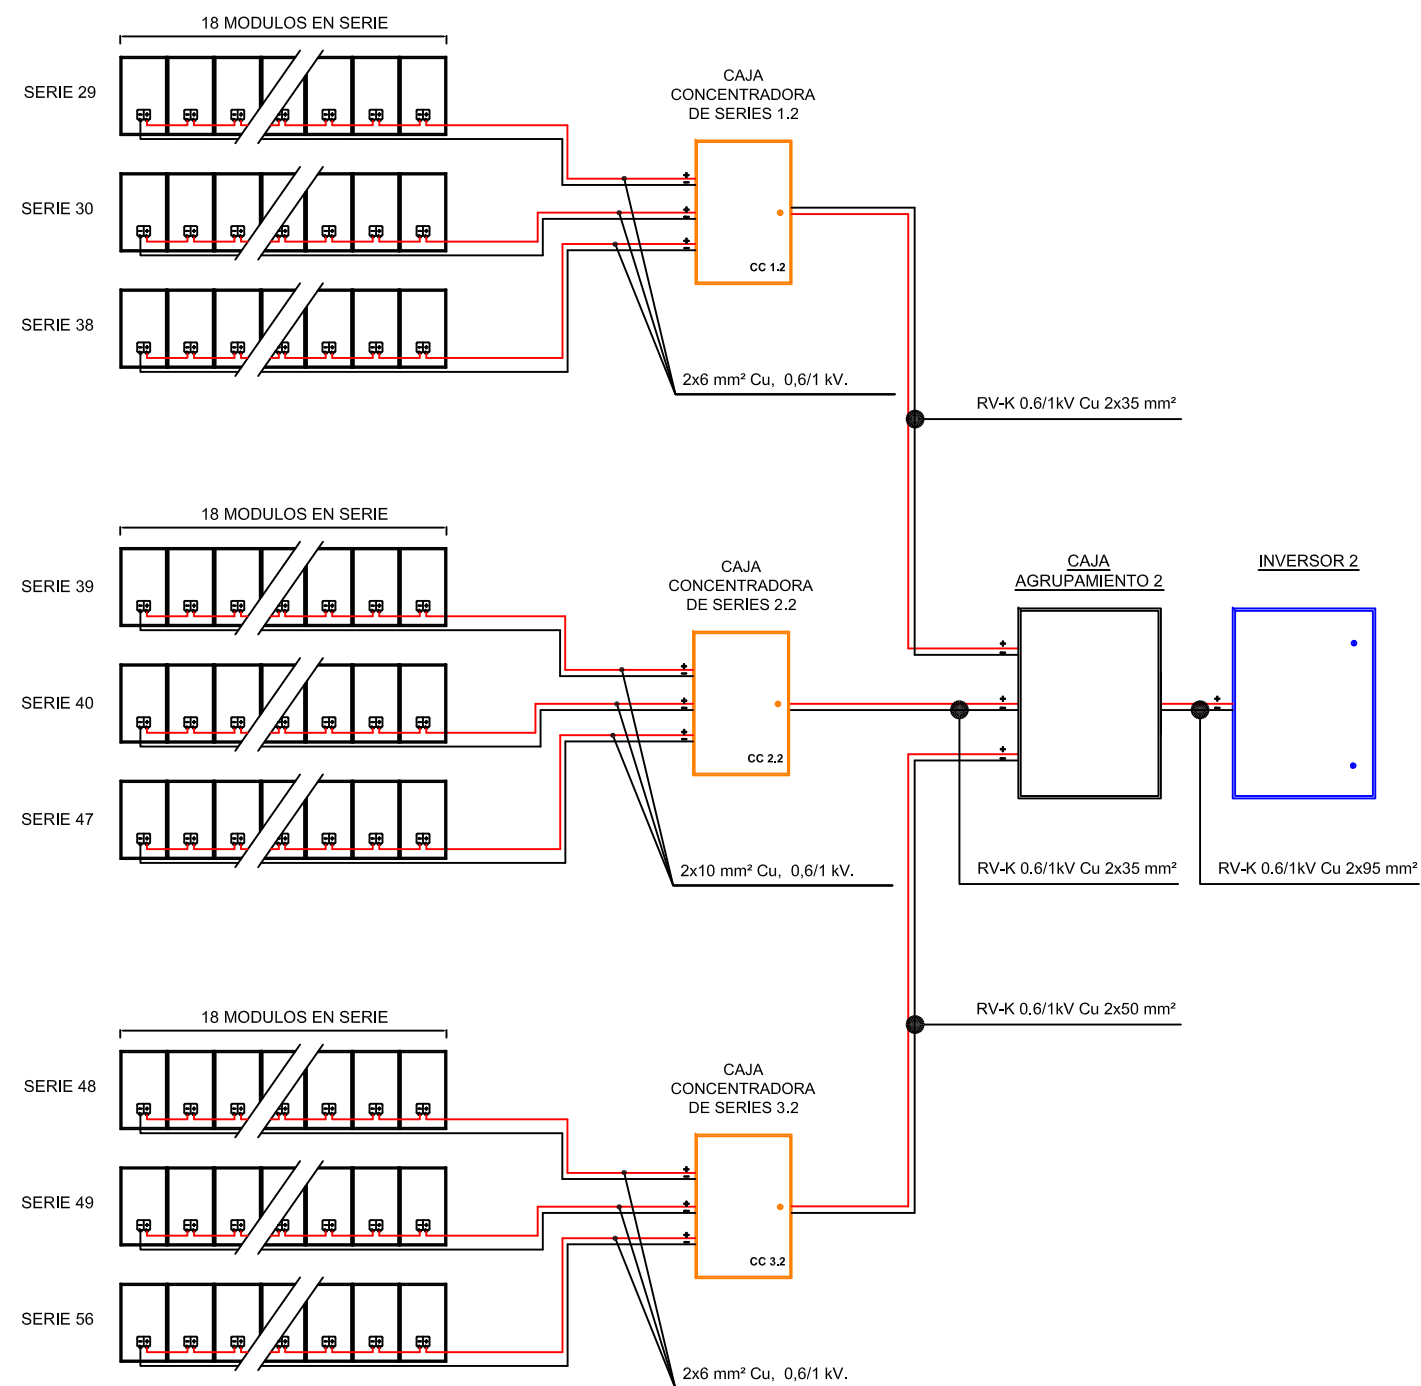 18 MODULOS EN SERIE
SERIE 29
SERIE 30
SERIE 38
CAJA
CONCENTRADORA
DE SERIES 1.2
+
-
+
-
+
-
CC 1.2
2x6 mm² Cu, 0,6/1 kV.
RV-K 0.6/1kV Cu 2x35 mm²
18 MODULOS EN SERIE
SERIE 39
SERIE 40
SERIE 47
CAJA
CONCENTRADORA
DE SERIES 2.2
+
-
+
-
+
-
CC 2.2
2x10 mm² Cu, 0,6/1 kV.
CAJA
AGRUPAMIENTO 2
+
-
+
-
+
-
INVERSOR 2
+
-
RV-K 0.6/1kV Cu 2x35 mm²
RV-K 0.6/1kV Cu 2x95 mm²
RV-K 0.6/1kV Cu 2x50 mm²
18 MODULOS EN SERIE
SERIE 48
SERIE 49
SERIE 56
CAJA
CONCENTRADORA
DE SERIES 3.2
+
-
+
-
+
-
CC 3.2
2x6 mm² Cu, 0,6/1 kV.